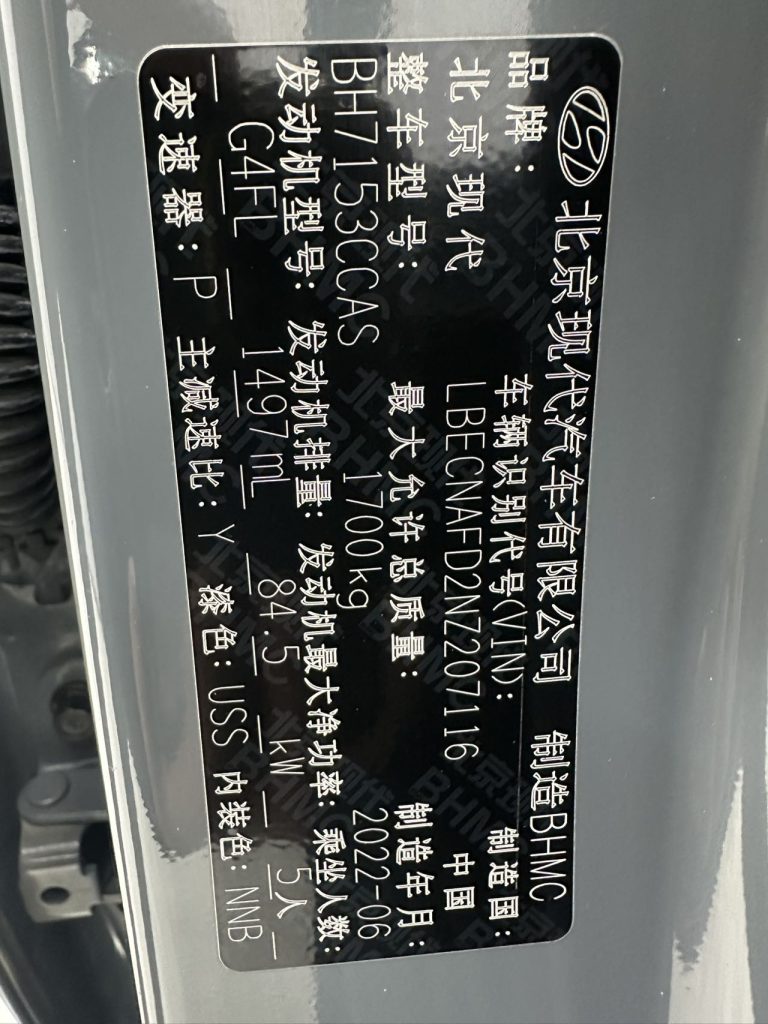 北京现代汽车有限公司 制造BHMC
品牌: 车辆识别代号(VIN): 制造国:
北京现代 LBECNAFD2NZ207116 中国
整车型号: 最大允许总质量: 制造年月:
BH7153CCAS 1700kg 2022-06
发动机型号: 发动机排量: 发动机最大净功率: 乘坐人数:
G4FL 1497mL 84.5 kW 5人
变速器: P 主减速比: Y 漆色: USS 内装色: NNB